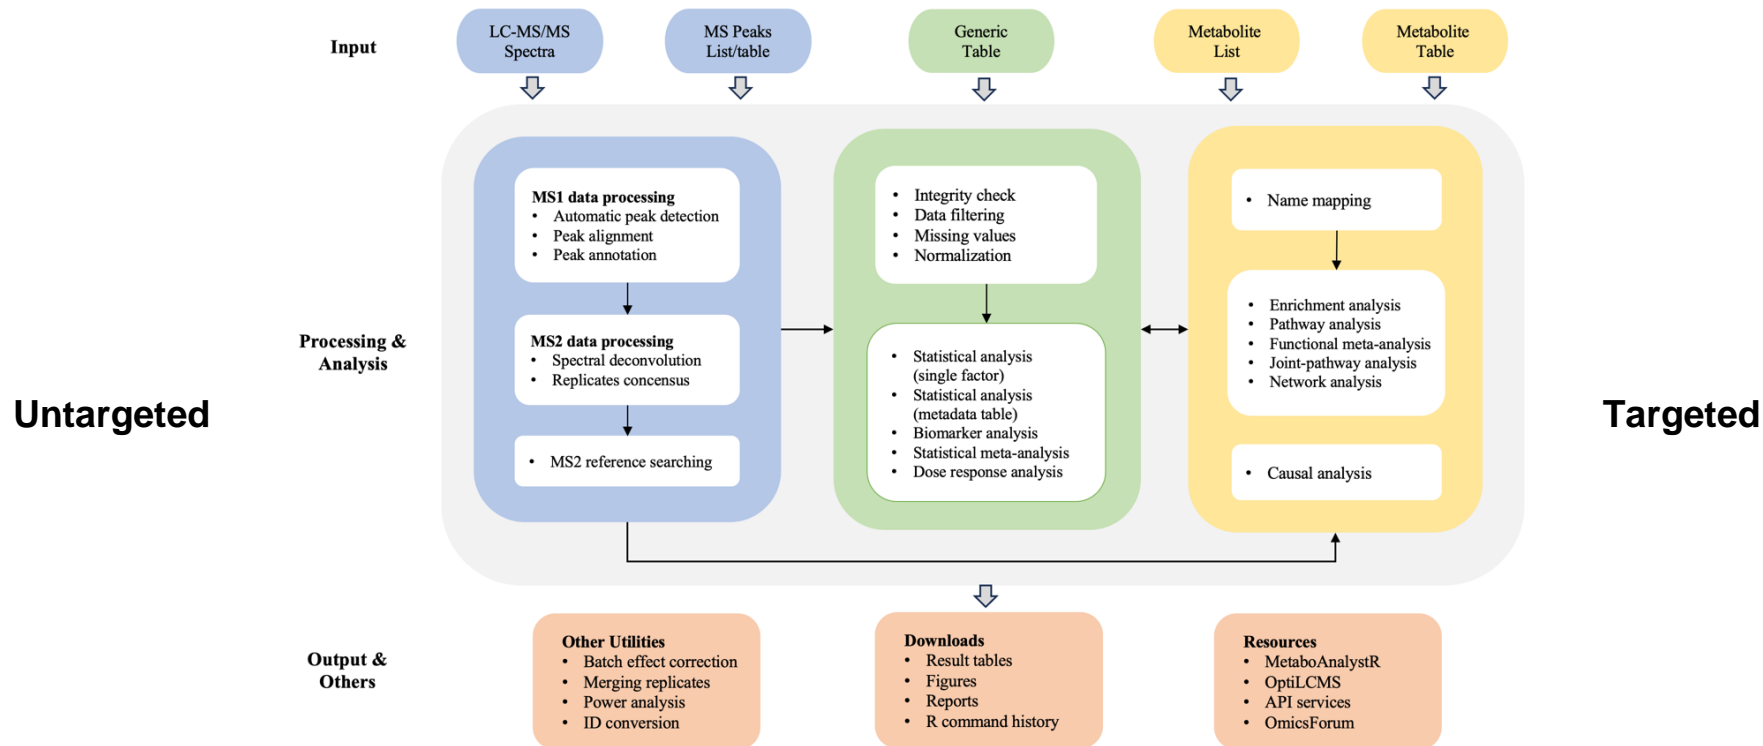 Input
LC-MS/MS
Spectra
MS Peaks
List/table
Generic
Table
Metabolite
List
Metabolite
Table
Untargeted
Processing &
Analysis
MS1 data processing
• Automatic peak detection
• Peak alignment
• Peak annotation
MS2 data processing
• Spectral deconvolution
• Replicates concensus
• MS2 reference searching
• Integrity check
• Data filtering
• Missing values
• Normalization
• Statistical analysis
(single factor)
• Statistical analysis
(metadata table)
• Biomarker analysis
• Statistical meta-analysis
• Dose response analysis
• Name mapping
• Enrichment analysis
• Pathway analysis
• Functional meta-analysis
• Joint-pathway analysis
• Network analysis
• Causal analysis
Targeted
Output &
Others
Other Utilities
• Batch effect correction
• Merging replicates
• Power analysis
• ID conversion
Downloads
• Result tables
• Figures
• Reports
• R command history
Resources
• MetaboAnalystR
• OptiLCMS
• API services
• OmicsForum